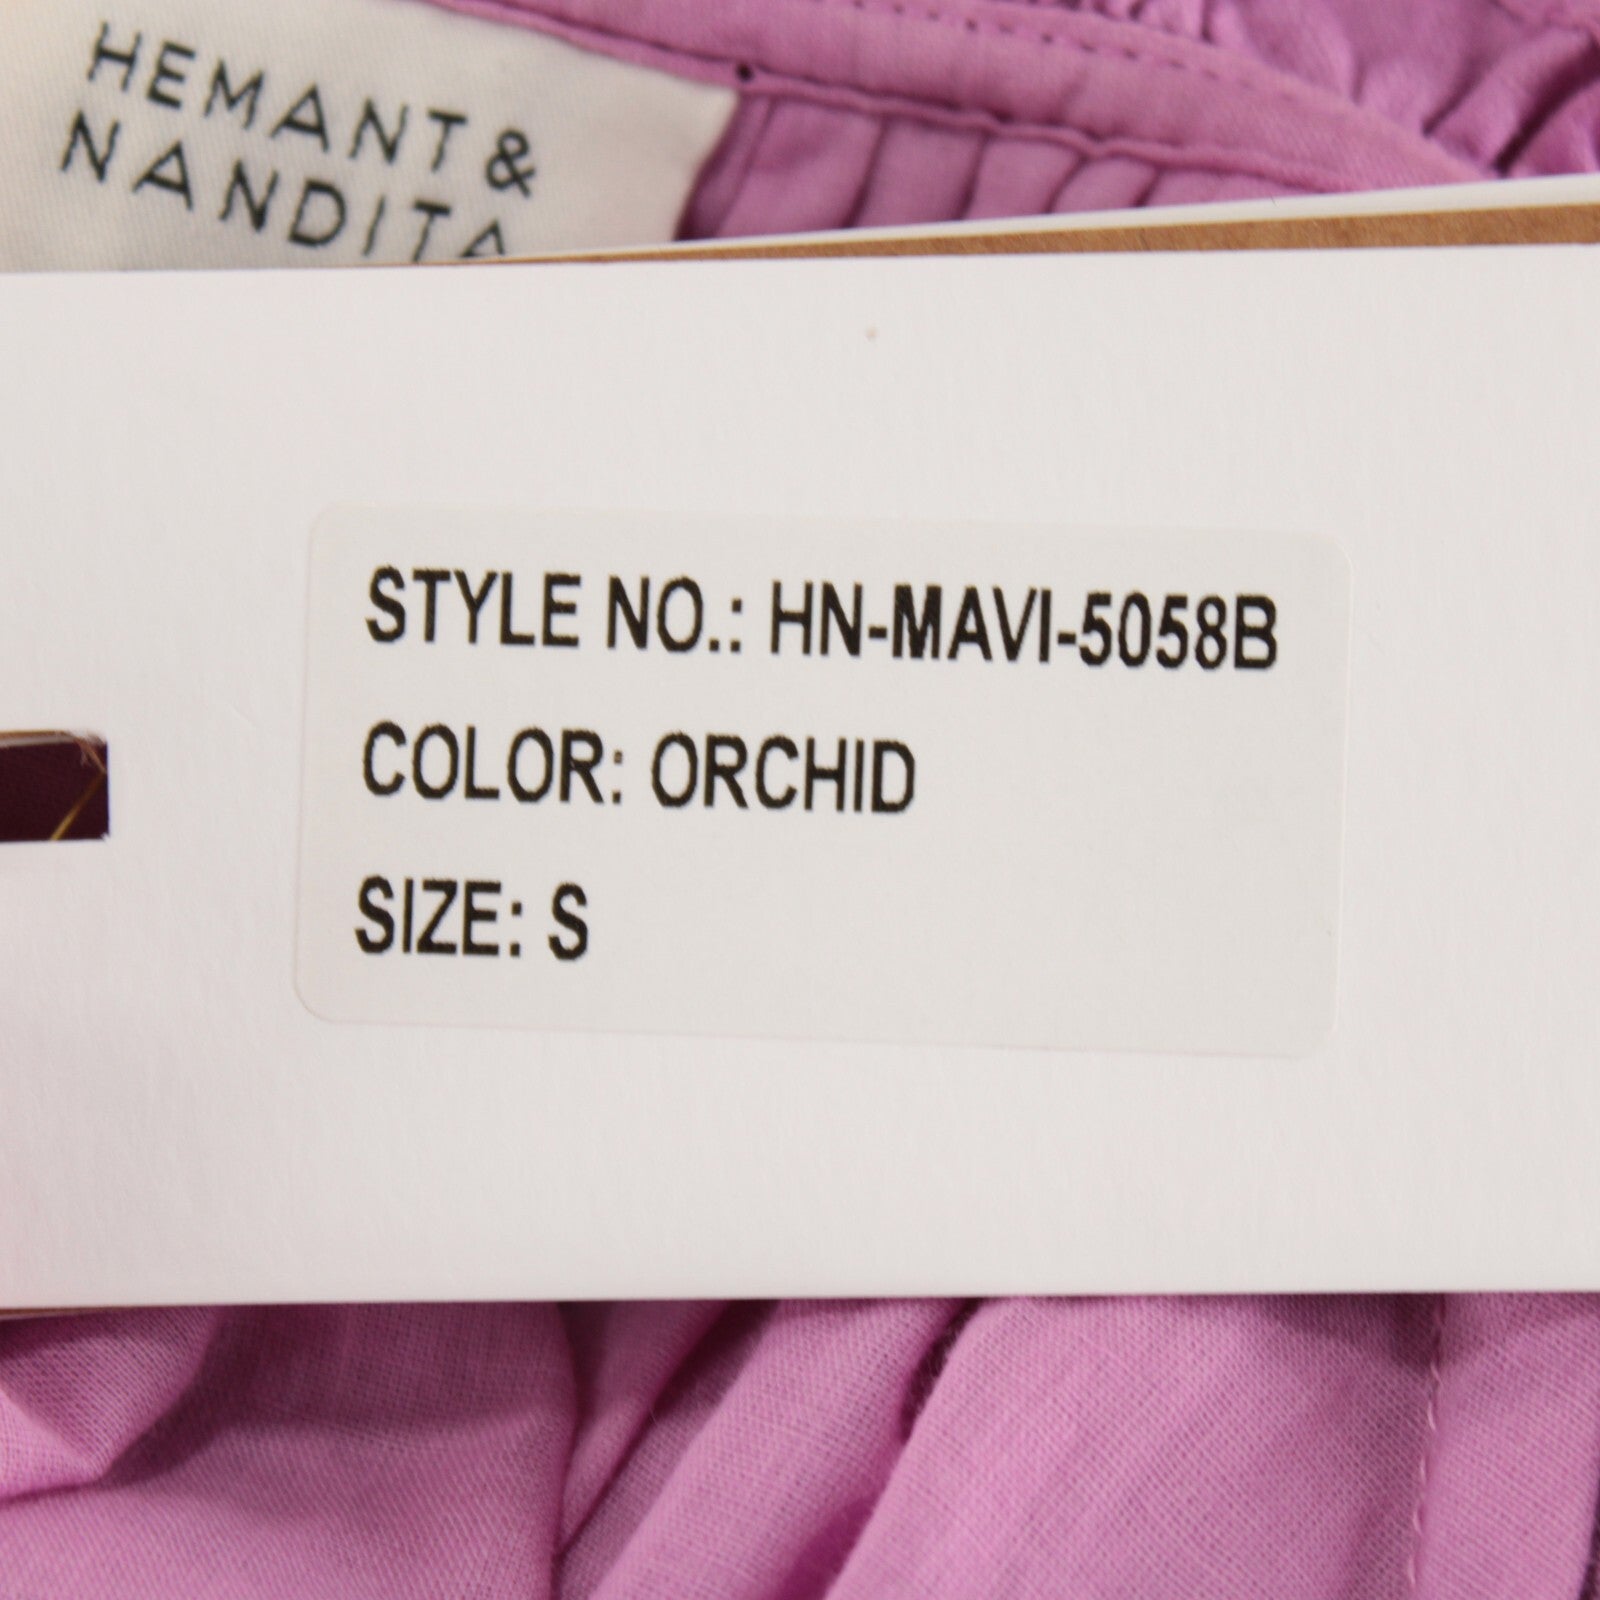 HEMANT &
NANDITA
STYLE NO.: HN-MAVI-5058B
COLOR: ORCHID
SIZE: S